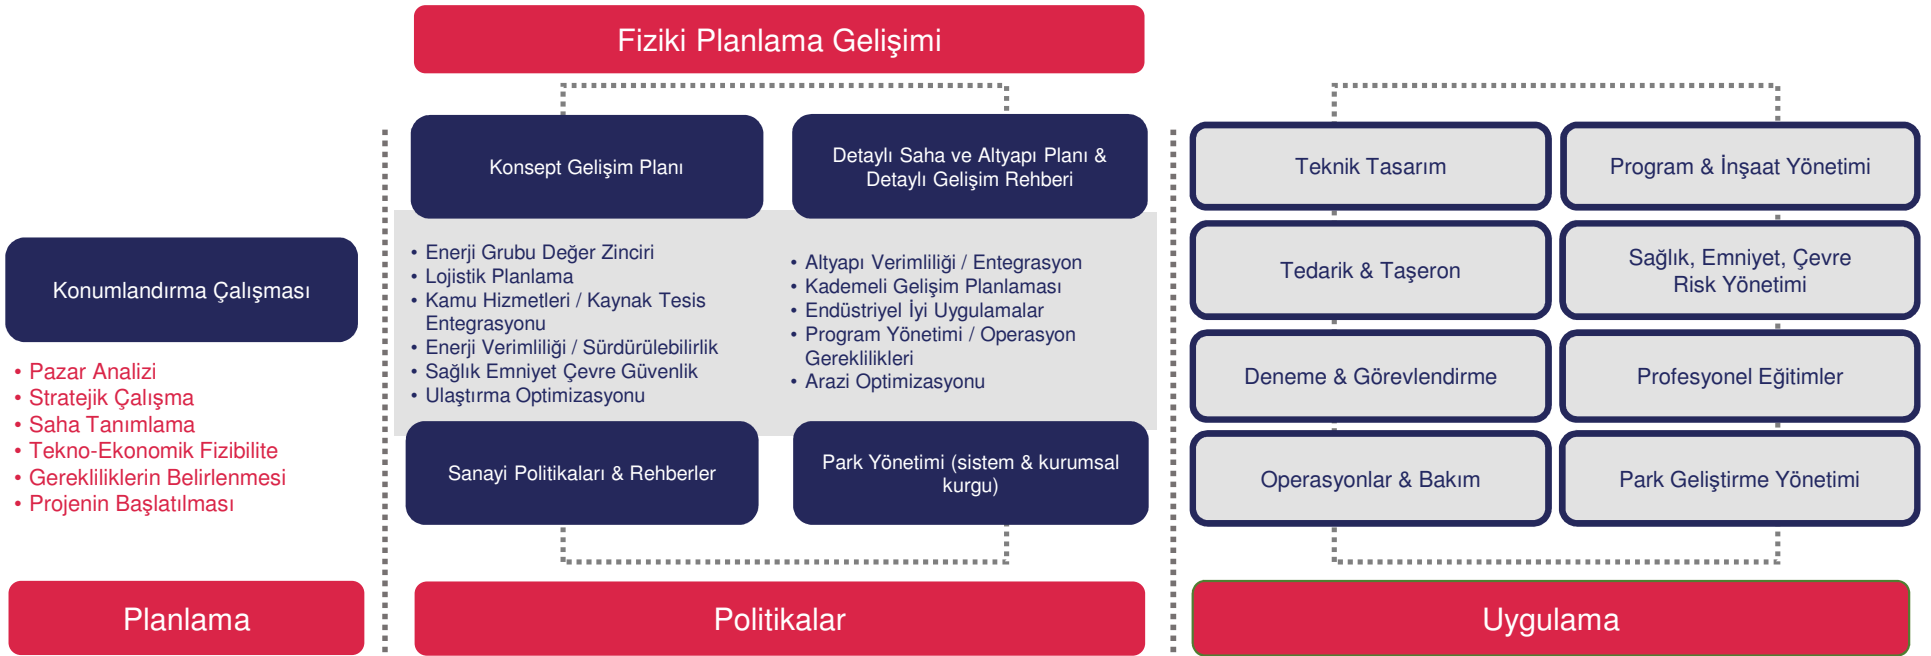 Fiziki Planlama Gelişimi
Konumlandırma Çalışması
• Pazar Analizi
• Stratejik Çalışma
• Saha Tanımlama
• Tekno-Ekonomik Fizibilite
• Gerekliliklerin Belirlenmesi
• Projenin Başlatılması
Planlama
Konsept Gelişim Planı
Detaylı Saha ve Altyapı Planı &
Detaylı Gelişim Rehberi
• Enerji Grubu Değer Zinciri
• Lojistik Planlama
• Kamu Hizmetleri / Kaynak Tesis
Entegrasyonu
• Enerji Verimliliği / Sürdürülebilirlik
• Sağlık Emniyet Çevre Güvenlik
• Ulaştırma Optimizasyonu
• Altyapı Verimliliği / Entegrasyon
• Kademeli Gelişim Planlaması
• Endüstriyel İyi Uygulamalar
• Program Yönetimi / Operasyon
Gereklilikleri
• Arazi Optimizasyonu
Sanayi Politikaları & Rehberler
Park Yönetimi (sistem & kurumsal
kurgu)
Politikalar
Teknik Tasarım
Program & İnşaat Yönetimi
Tedarik & Taşeron
Sağlık, Emniyet, Çevre
Risk Yönetimi
Deneme & Görevlendirme
Profesyonel Eğitimler
Operasyonlar & Bakım
Park Geliştirme Yönetimi
Uygulama